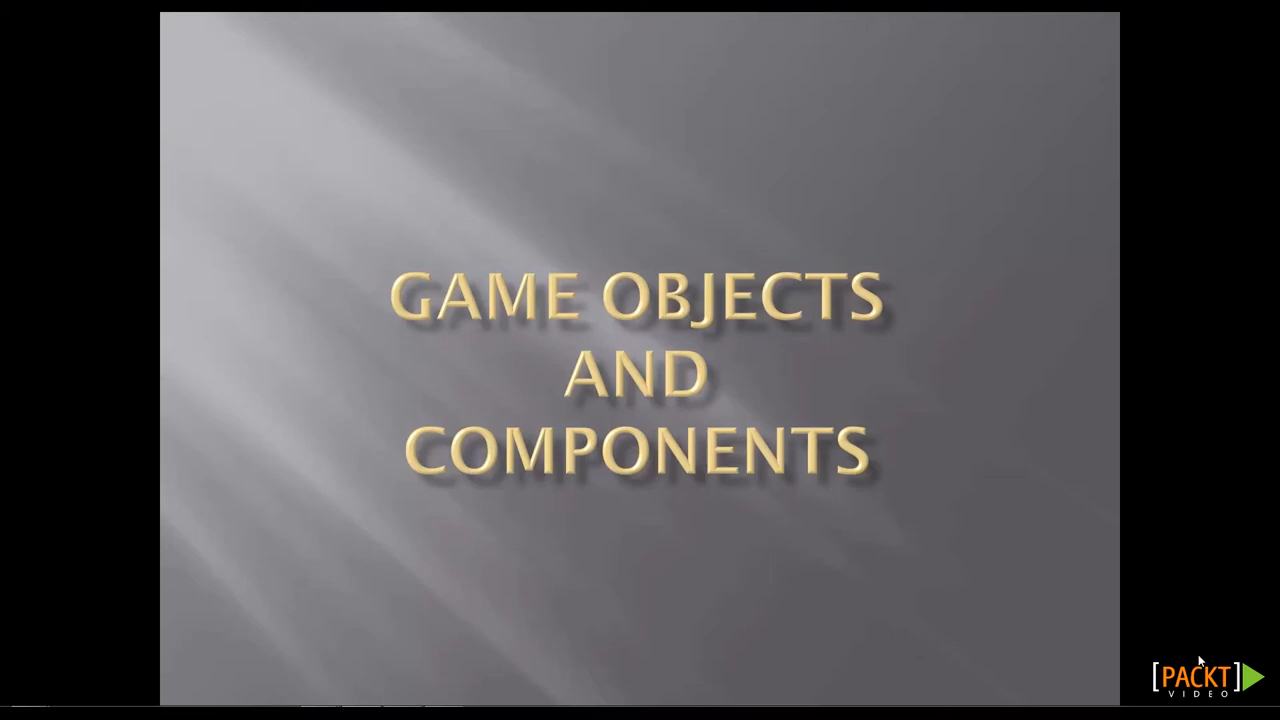 GAME OBJECTS
AND
COMPONENTS
[PACKT]
VIDEO